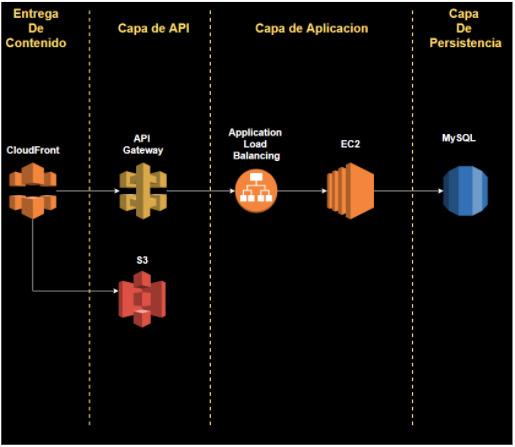 Entrega
De
Contenido
Capa de API
Capa de Aplicacion
Capa
De
Persistencia
CloudFront
API
Gateway
Application
Load
Balancing
EC2
MySQL
S3